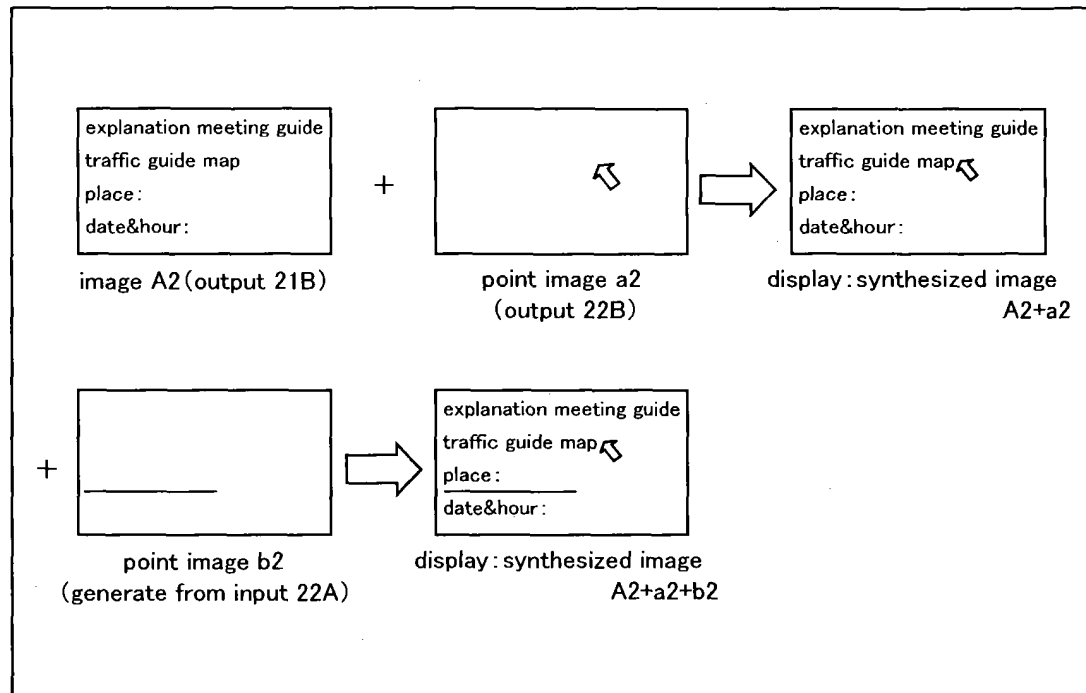 explanation meeting guide
traffic guide map
place:
date&hour:
image A2(output 21B)
+
point image a2
(output 22B)
explanation meeting guide
traffic guide map
place:
date&hour:
display:synthesized image
A2+a2
+
point image b2
(generate from input 22A)
explanation meeting guide
traffic guide map
place:
date&hour:
display:synthesized image
A2+a2+b2